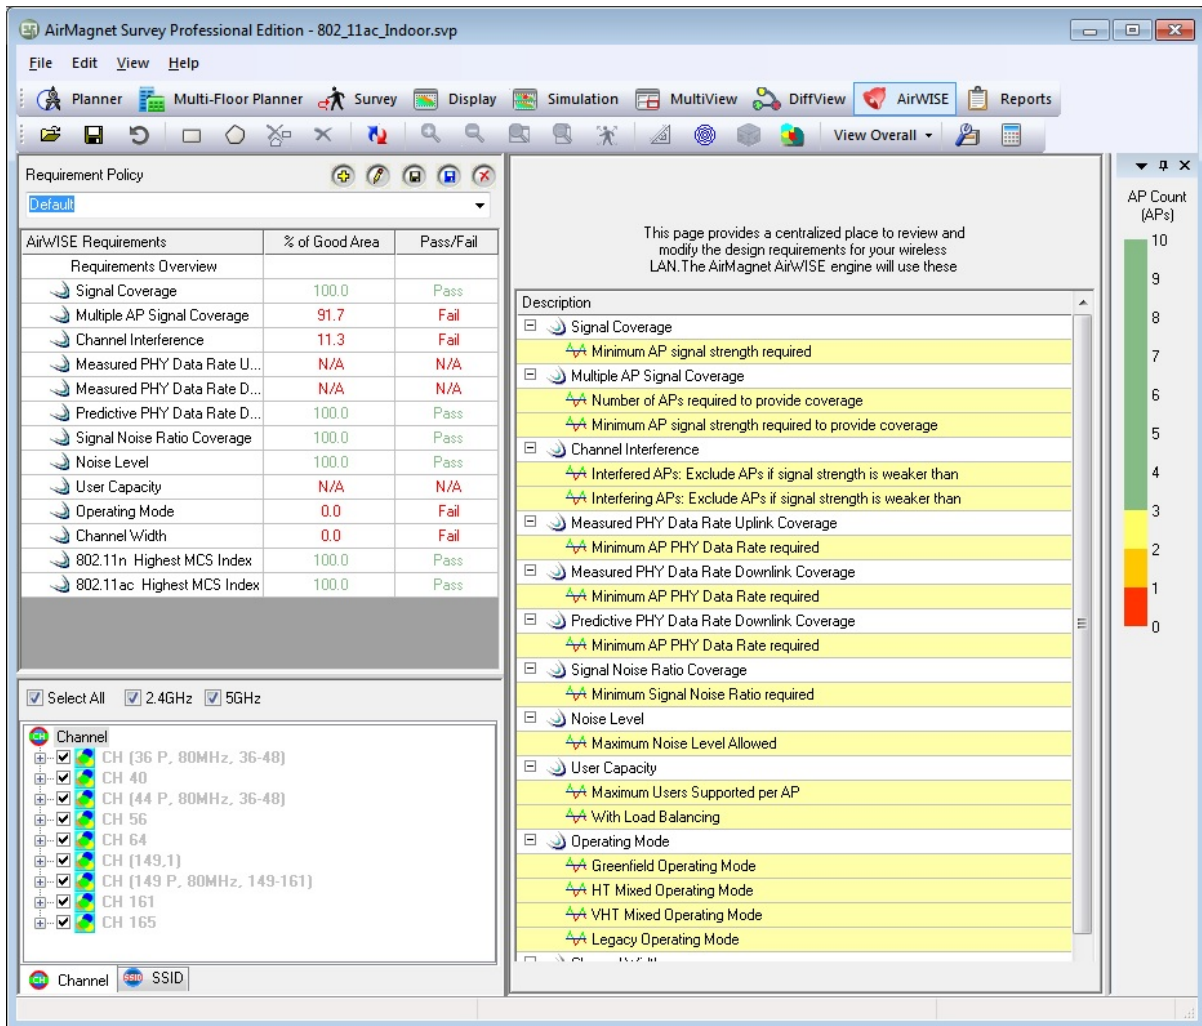 AirMagnet Survey Professional Edition - 802_11ac_Indoor.svp
File Edit View Help
Planner Multi-Floor Planner Survey Display Simulation MultiView DiffView AirWISE Reports
View Overall
Requirement Policy
Default
AirWISE Requirements % of Good Area Pass/Fail
Requirements Overview
Signal Coverage 100.0 Pass
Multiple AP Signal Coverage 91.7 Fail
Channel Interference 11.3 Fail
Measured PHY Data Rate U... N/A N/A
Measured PHY Data Rate D... N/A N/A
Predictive PHY Data Rate D... 100.0 Pass
Signal Noise Ratio Coverage 100.0 Pass
Noise Level 100.0 Pass
User Capacity N/A N/A
Operating Mode 0.0 Fail
Channel Width 0.0 Fail
802.11n Highest MCS Index 100.0 Pass
802.11ac Highest MCS Index 100.0 Pass
Select All 2.4GHz 5GHz
CH Channel
CH (36 P, 80MHz, 36-48)
CH 40
CH (44 P, 80MHz, 36-48)
CH 56
CH 64
CH (149,1)
CH (149 P, 80MHz, 149-161)
CH 161
CH 165
CH Channel SSID SSID
This page provides a centralized place to review and
modify the design requirements for your wireless
LAN.The AirMagnet AirWISE engine will use these
Description
Signal Coverage
Minimum AP signal strength required
Multiple AP Signal Coverage
Number of APs required to provide coverage
Minimum AP signal strength required to provide coverage
Channel Interference
Interfered APs: Exclude APs if signal strength is weaker than
Interfering APs: Exclude APs if signal strength is weaker than
Measured PHY Data Rate Uplink Coverage
Minimum AP PHY Data Rate required
Measured PHY Data Rate Downlink Coverage
Minimum AP PHY Data Rate required
Predictive PHY Data Rate Downlink Coverage
Minimum AP PHY Data Rate required
Signal Noise Ratio Coverage
Minimum Signal Noise Ratio required
Noise Level
Maximum Noise Level Allowed
User Capacity
Maximum Users Supported per AP
With Load Balancing
Operating Mode
Greenfield Operating Mode
HT Mixed Operating Mode
VHT Mixed Operating Mode
Legacy Operating Mode
AP Count
(APs)
10
9
8
7
6
5
4
3
2
1
0